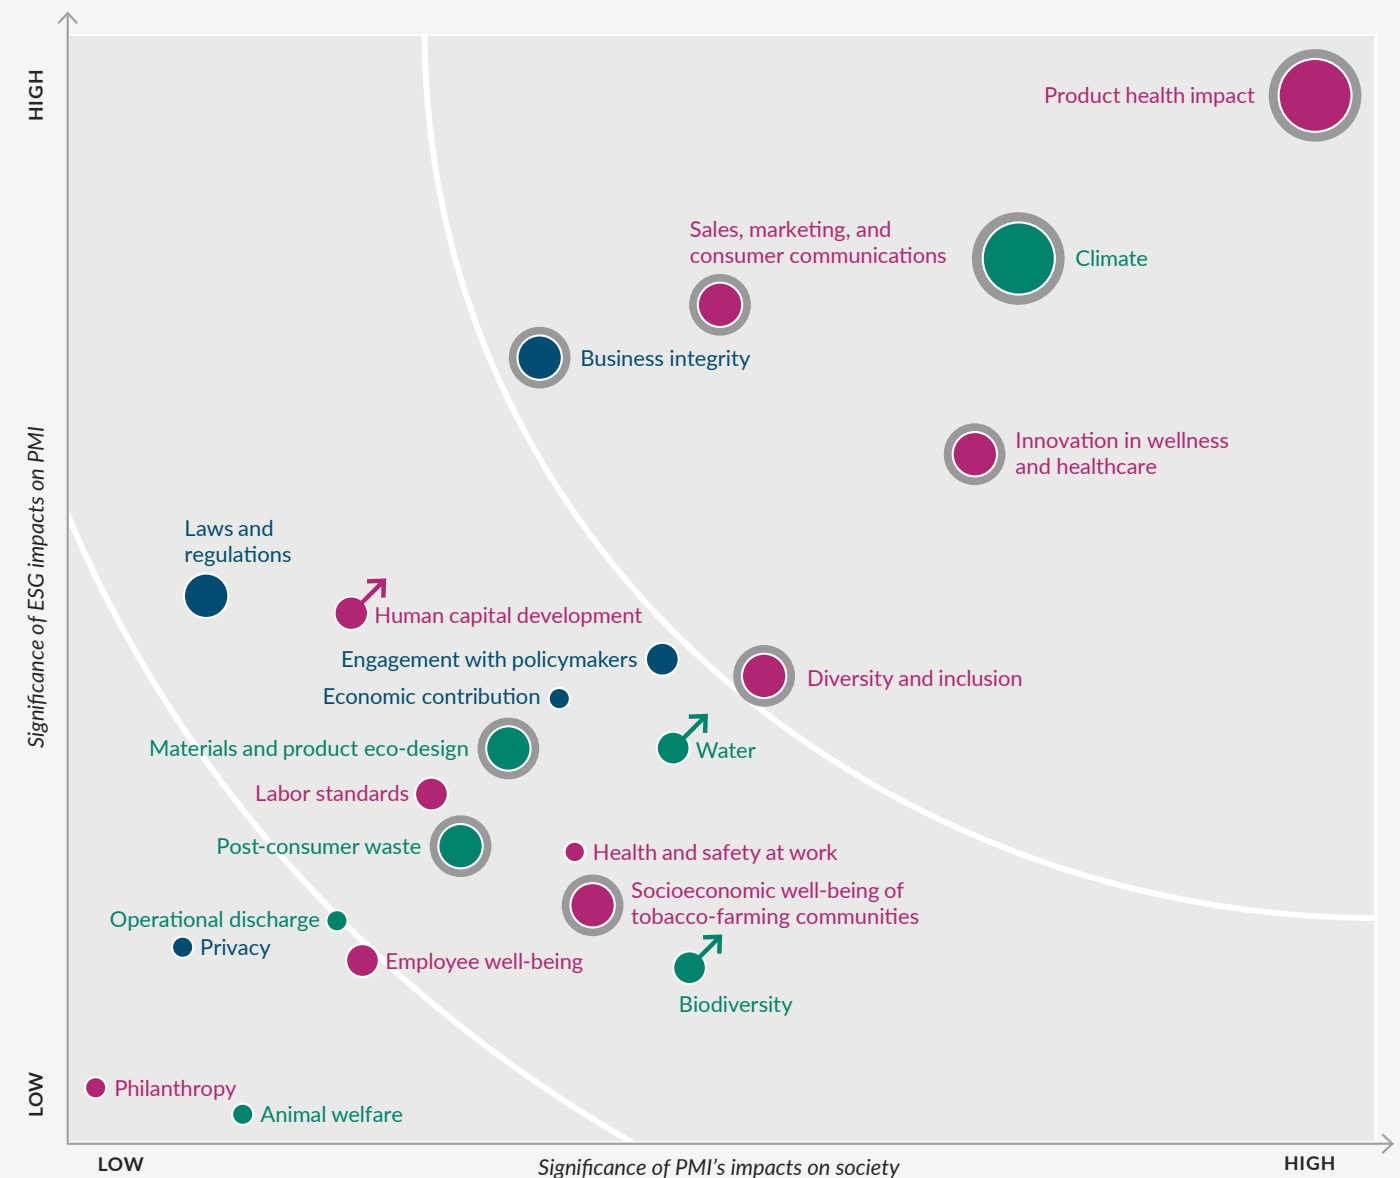 HIGH
Product health impact
Sales, marketing, and
consumer communications
Climate
Business integrity
Innovation in wellness
and healthcare
Significance of ESG impacts on PMI
Laws and
regulations
Human capital development
Engagement with policymakers
Diversity and inclusion
Economic contribution
Materials and product eco-design
Water
Labor standards
Post-consumer waste
Health and safety at work
Socioeconomic well-being of
tobacco-farming communities
Operational discharge
Privacy
Employee well-being
Biodiversity
LOW
Philanthropy
Animal welfare
LOW
Significance of PMI's impacts on society
HIGH